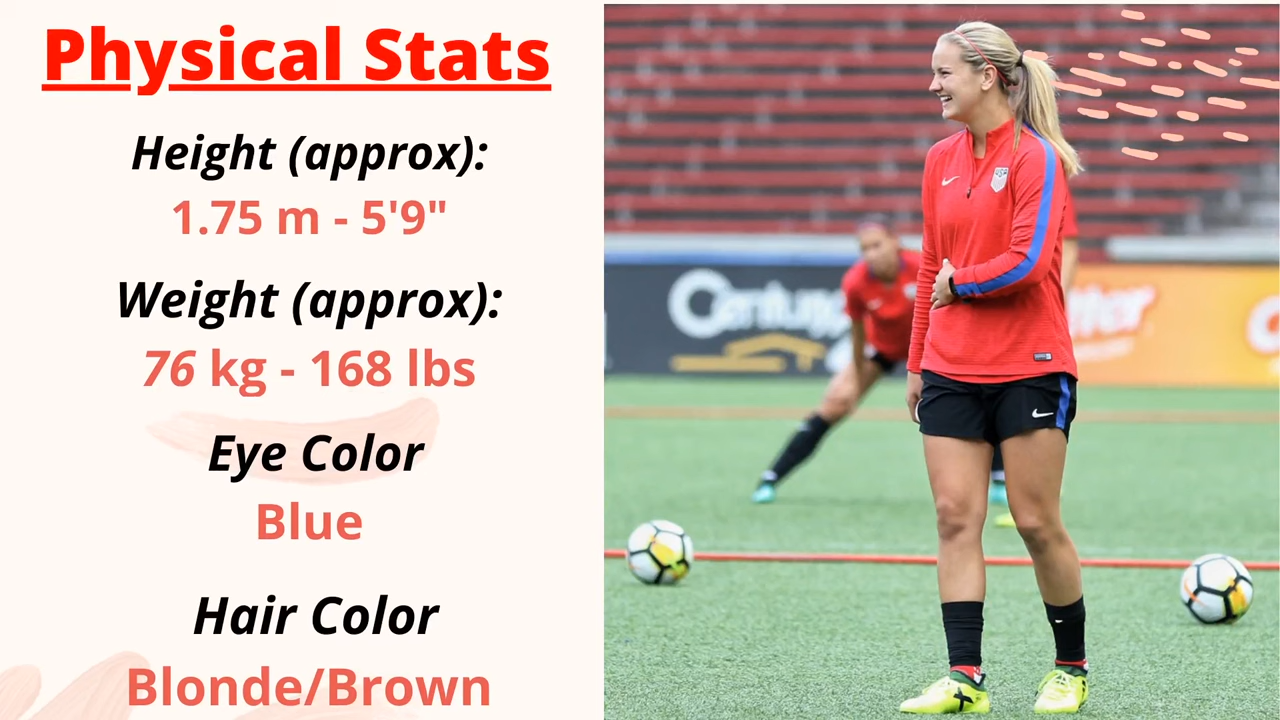 Physical Stats
Height (approx):
1.75 m - 5'9"
Weight (approx):
76 kg - 168 lbs
Eye Color
Blue
Hair Color
Blonde/Brown
Century